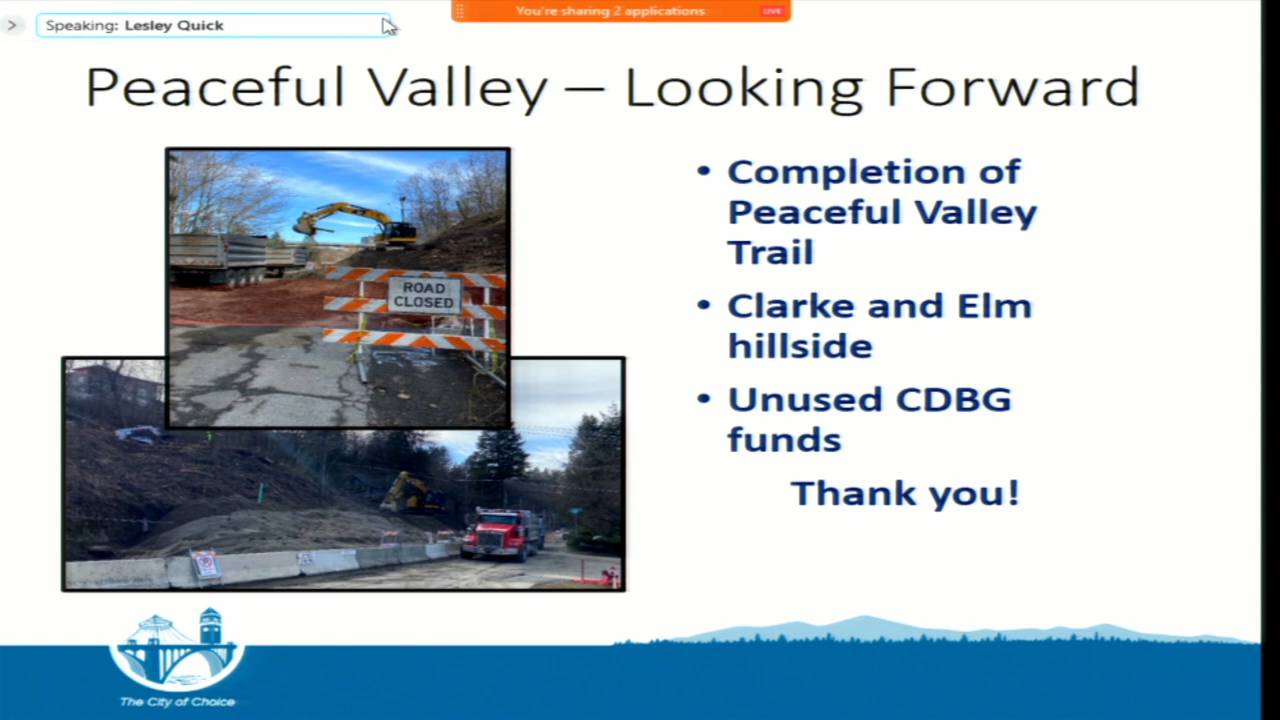 Speaking: Lesley Quick
You're sharing 2 applications
LIVE
Peaceful Valley – Looking Forward
ROAD
CLOSED
• Completion of
Peaceful Valley
Trail
• Clarke and Elm
hillside
• Unused CDBG
funds
Thank you!
The City of Choice